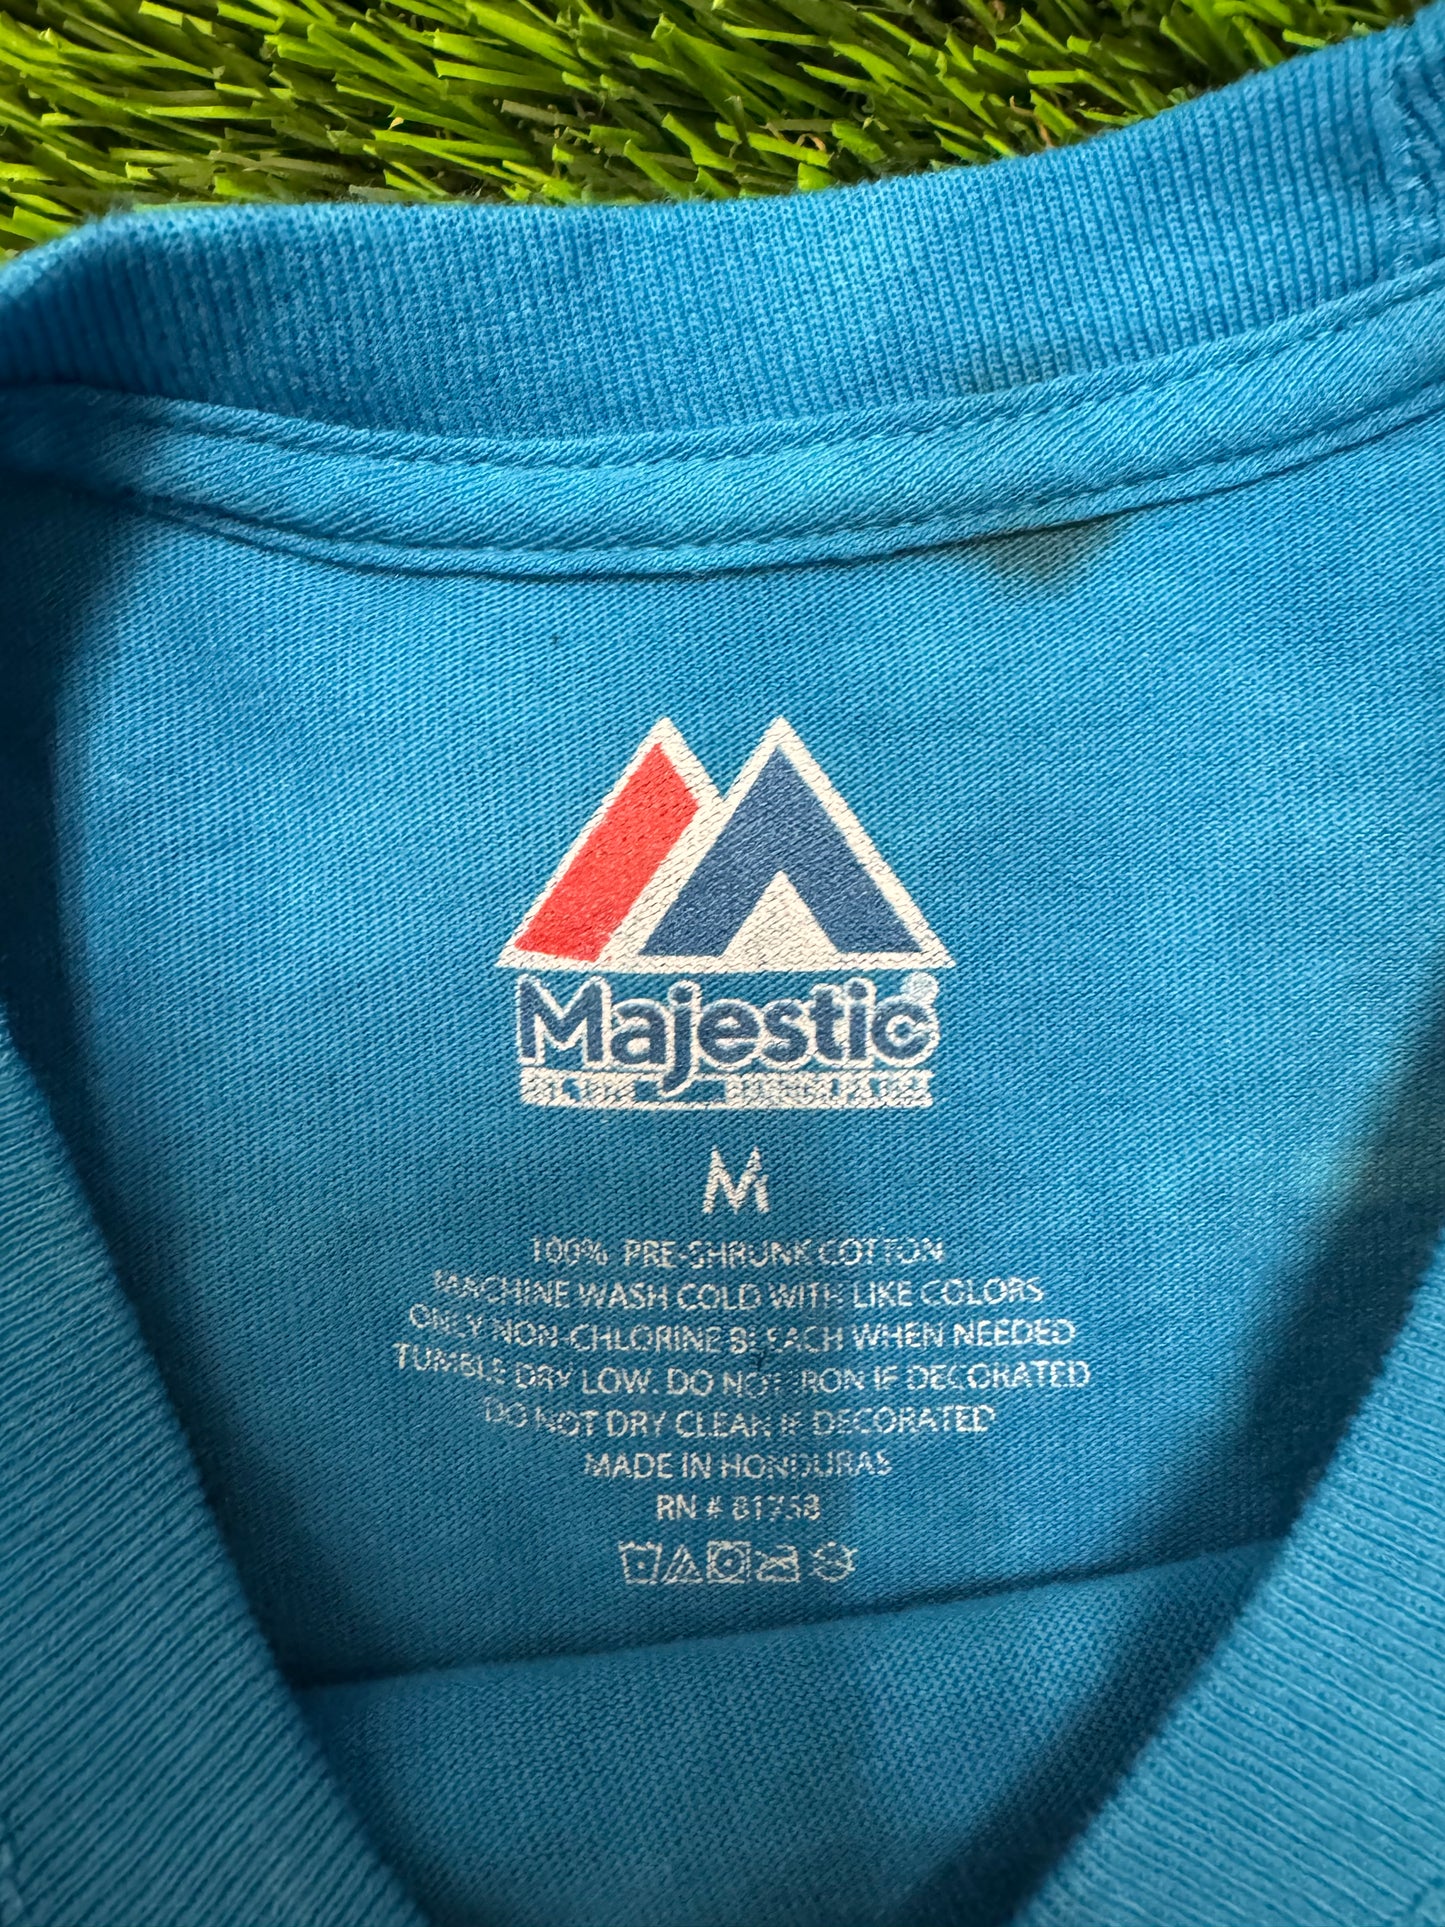 Majestic
M
100% PRE-SHRUNK COTTON
MACHINE WASH COLD WITH LIKE COLORS
ONLY NON-CHLORINE BLEACH WHEN NEEDED
TUMBLE DRY LOW. DO NOT IRON IF DECORATED
DO NOT DRY CLEAN IF DECORATED
MADE IN HONDURAS
RN #